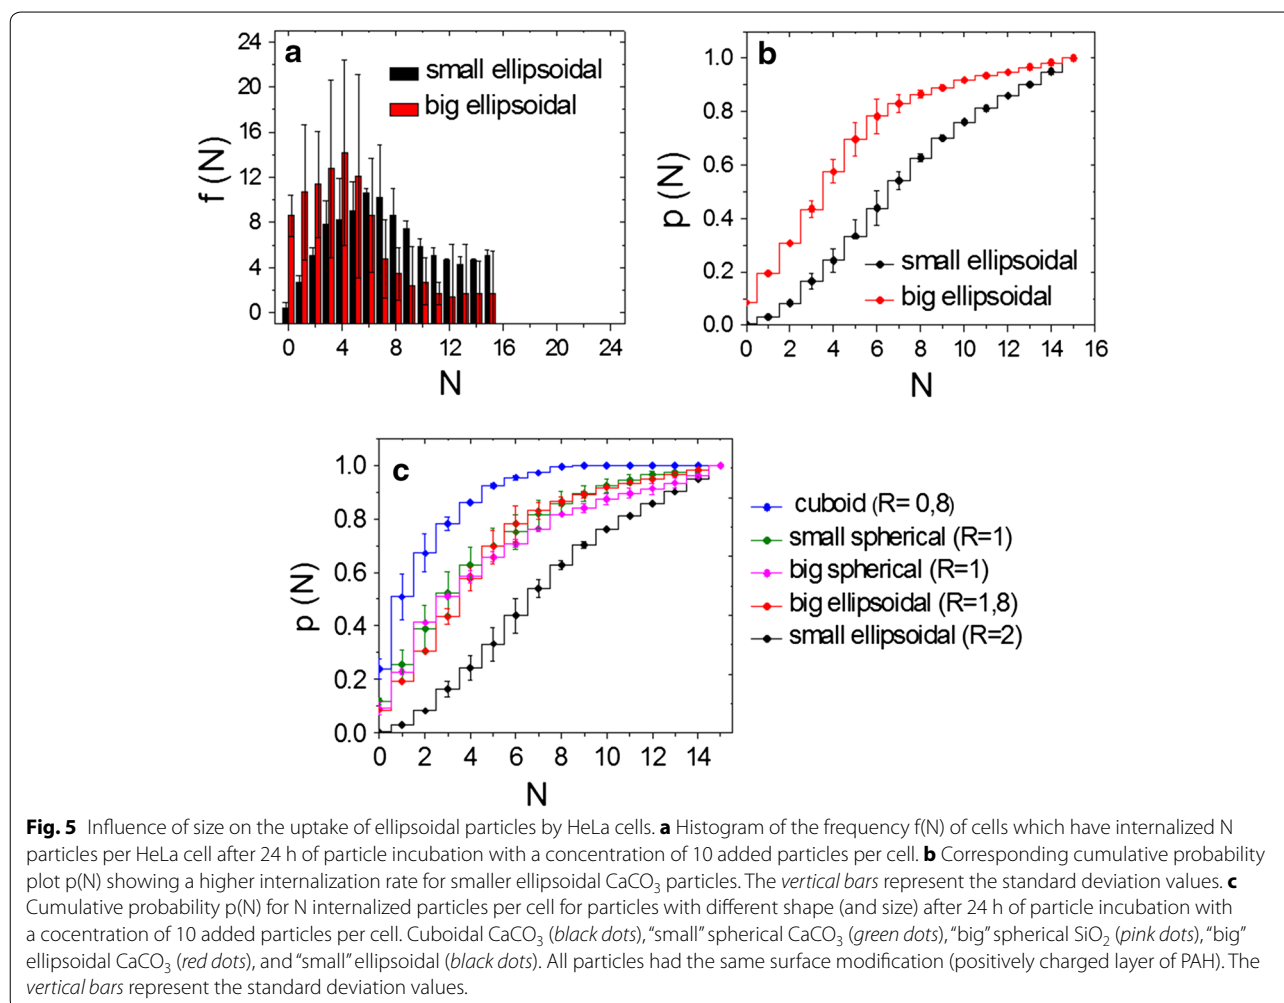 a
24
20
16
12
8
4
0
f (N)
small ellipsoidal
big ellipsoidal
0 4 8 12 16 20 24
N
b
1.0
0.8
0.6
0.4
0.2
0.0
p (N)
small ellipsoidal
big ellipsoidal
0 2 4 6 8 10 12 14 16
N
c
1.0
0.8
0.6
0.4
0.2
0.0
p (N)
0 2 4 6 8 10 12 14
N
cuboid (R= 0,8)
small spherical (R=1)
big spherical (R=1)
big ellipsoidal (R=1,8)
small ellipsoidal (R=2)
Fig. 5 Influence of size on the uptake of ellipsoidal particles by HeLa cells. a Histogram of the frequency f(N) of cells which have internalized N
particles per HeLa cell after 24 h of particle incubation with a concentration of 10 added particles per cell. b Corresponding cumulative probability
plot p(N) showing a higher internalization rate for smaller ellipsoidal CaCO₃ particles. The vertical bars represent the standard deviation values. c
Cumulative probability p(N) for N internalized particles per cell for particles with different shape (and size) after 24 h of particle incubation with
a cocentration of 10 added particles per cell. Cuboidal CaCO₃ (black dots), “small” spherical CaCO₃ (green dots), “big” spherical SiO₂ (pink dots), “big”
ellipsoidal CaCO₃ (red dots), and “small” ellipsoidal (black dots). All particles had the same surface modification (positively charged layer of PAH). The
vertical bars represent the standard deviation values.